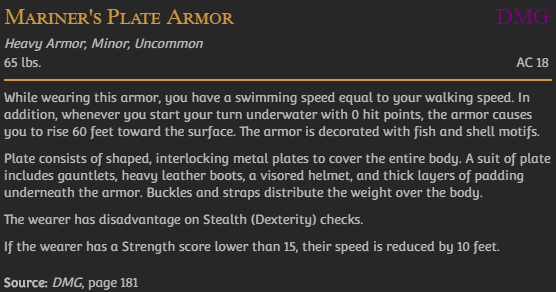 Mariner's Plate Armor DMG
Heavy Armor, Minor, Uncommon
65 lbs. AC 18
While wearing this armor, you have a swimming speed equal to your walking speed. In
addition, whenever you start your turn underwater with 0 hit points, the armor causes
you to rise 60 feet toward the surface. The armor is decorated with fish and shell motifs.
Plate consists of shaped, interlocking metal plates to cover the entire body. A suit of plate
includes gauntlets, heavy leather boots, a visored helmet, and thick layers of padding
underneath the armor. Buckles and straps distribute the weight over the body.
The wearer has disadvantage on Stealth (Dexterity) checks.
If the wearer has a Strength score lower than 15, their speed is reduced by 10 feet.
Source: DMG, page 181